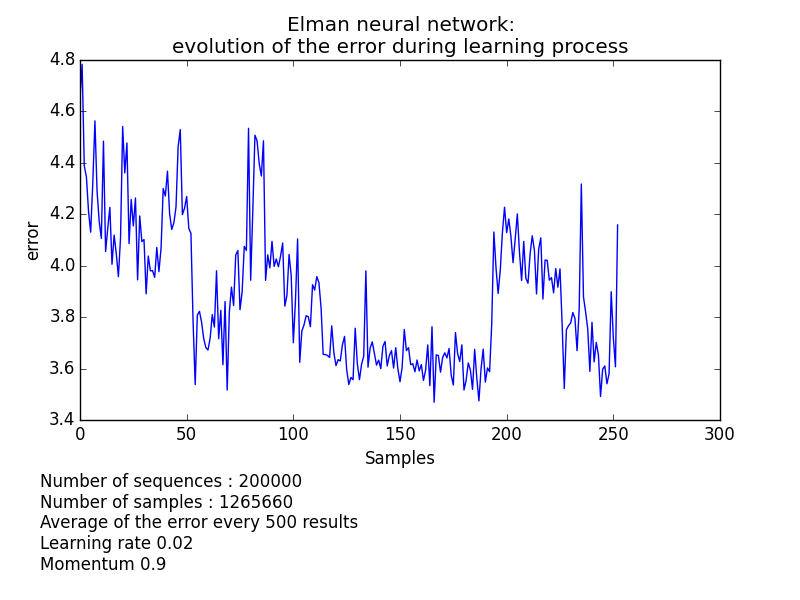 Elman neural network:
evolution of the error during learning process
4.8
4.6
4.4
4.2
4.0
3.8
3.6
3.4
error
0 50 100 150 200 250 300
Samples
Number of sequences : 200000
Number of samples : 1265660
Average of the error every 500 results
Learning rate 0.02
Momentum 0.9